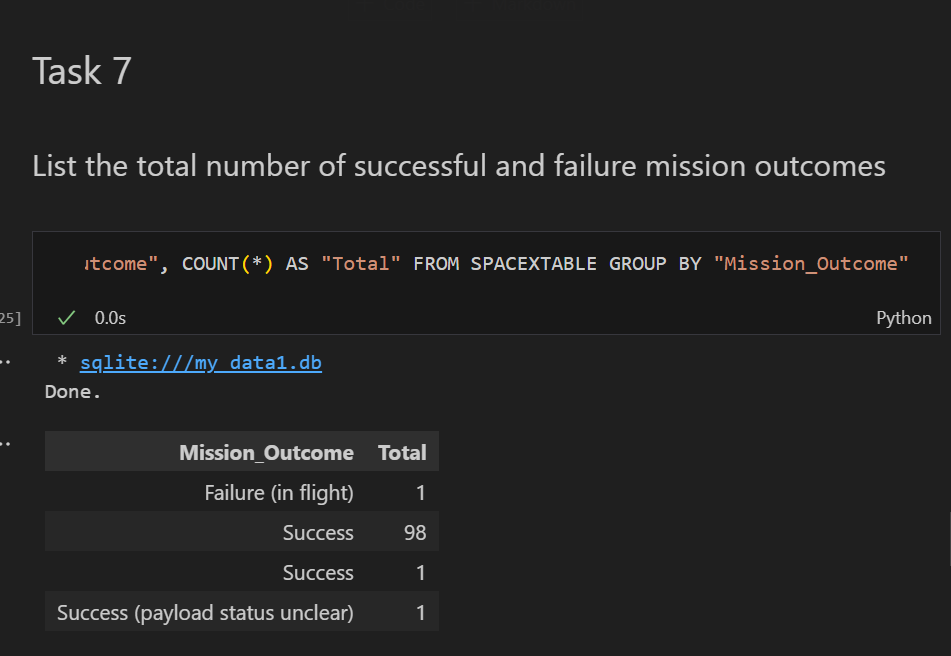 Task 7
List the total number of successful and failure mission outcomes
utcome", COUNT(*) AS "Total" FROM SPACEXTABLE GROUP BY "Mission_Outcome"
25] 0.0s Python
* sqlite:///my_data1.db
Done.
Mission_Outcome Total
Failure (in flight) 1
Success 98
Success 1
Success (payload status unclear) 1